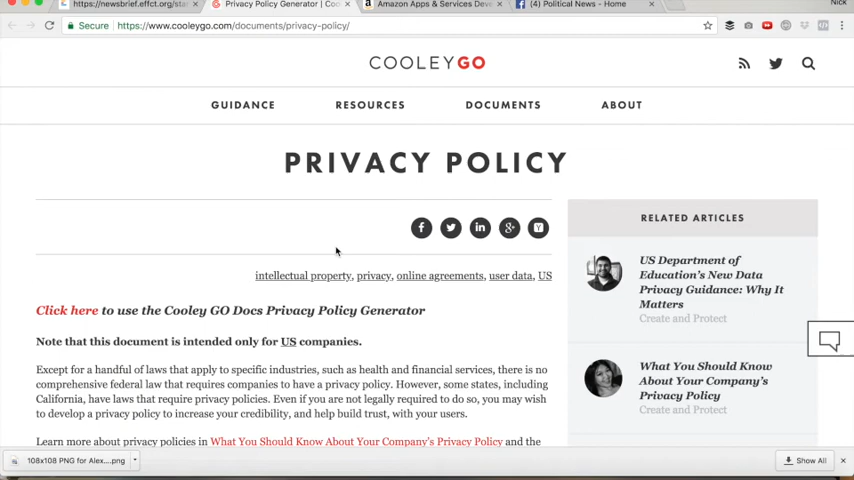 https://newsbrief.effct.org/sta
Privacy Policy Generator | Coo
Amazon Apps & Services Deve
(4) Political News - Home
Nick
Secure
https://www.cooleygo.com/documents/privacy-policy/
COOLEYGO
GUIDANCE
RESOURCES
DOCUMENTS
ABOUT
PRIVACY POLICY
intellectual property, privacy, online agreements, user data, US
Click here to use the Cooley GO Docs Privacy Policy Generator
Note that this document is intended only for US companies.
Except for a handful of laws that apply to specific industries, such as health and financial services, there is no
comprehensive federal law that requires companies to have a privacy policy. However, some states, including
California, have laws that require privacy policies. Even if you are not legally required to do so, you may wish
to develop a privacy policy to increase your credibility, and help build trust, with your users.
Learn more about privacy policies in What You Should Know About Your Company's Privacy Policy and the
RELATED ARTICLES
US Department of
Education's New Data
Privacy Guidance: Why It
Matters
Create and Protect
What You Should Know
About Your Company's
Privacy Policy
Create and Protect
108x108 PNG for Alex....png
Show All